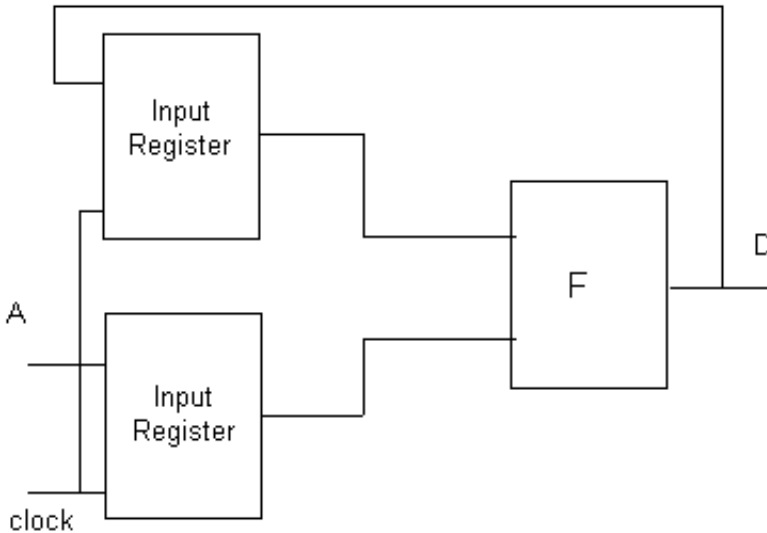 Input
Register
F
D
A
Input
Register
clock